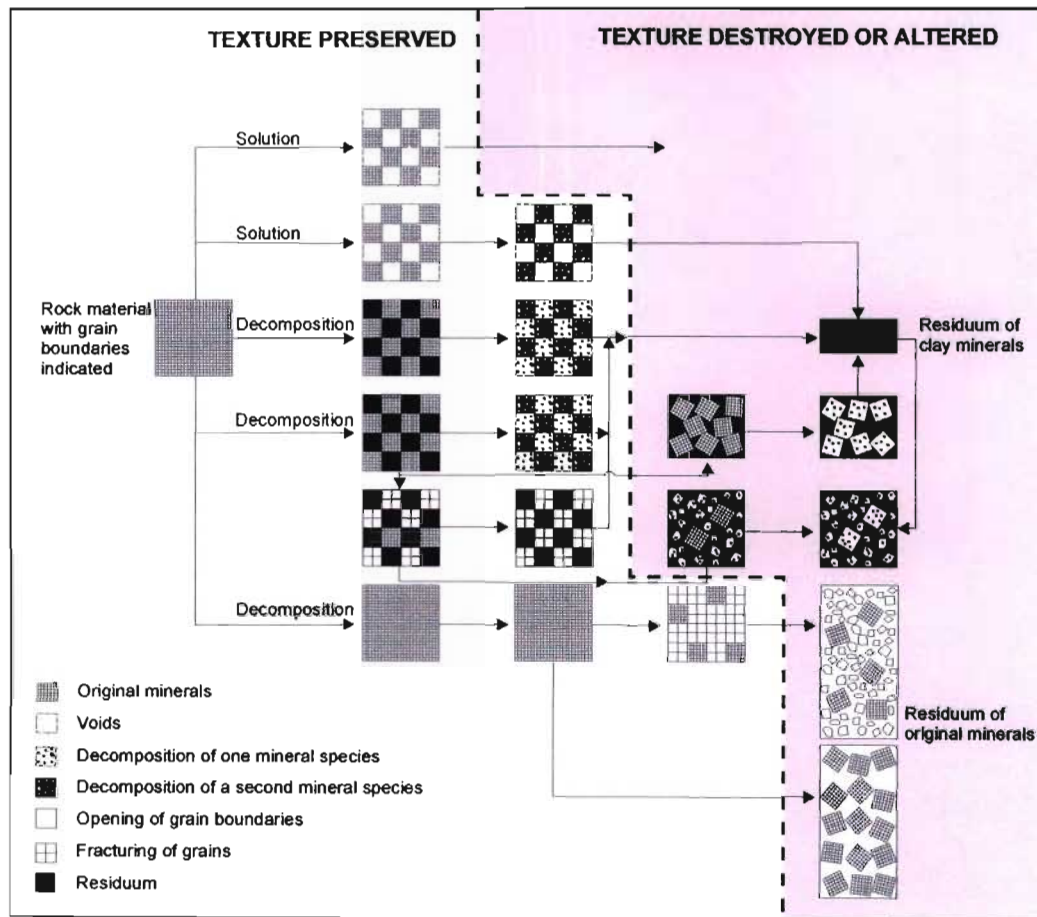 TEXTURE PRESERVED
TEXTURE DESTROYED OR ALTERED
Solution
Solution
Rock material
with grain
boundaries
indicated
Decomposition
Residuum of
clay minerals
Decomposition
Decomposition
Original minerals
Voids
Decomposition of one mineral species
Decomposition of a second mineral species
Opening of grain boundaries
Fracturing of grains
Residuum
Residuum of
original minerals